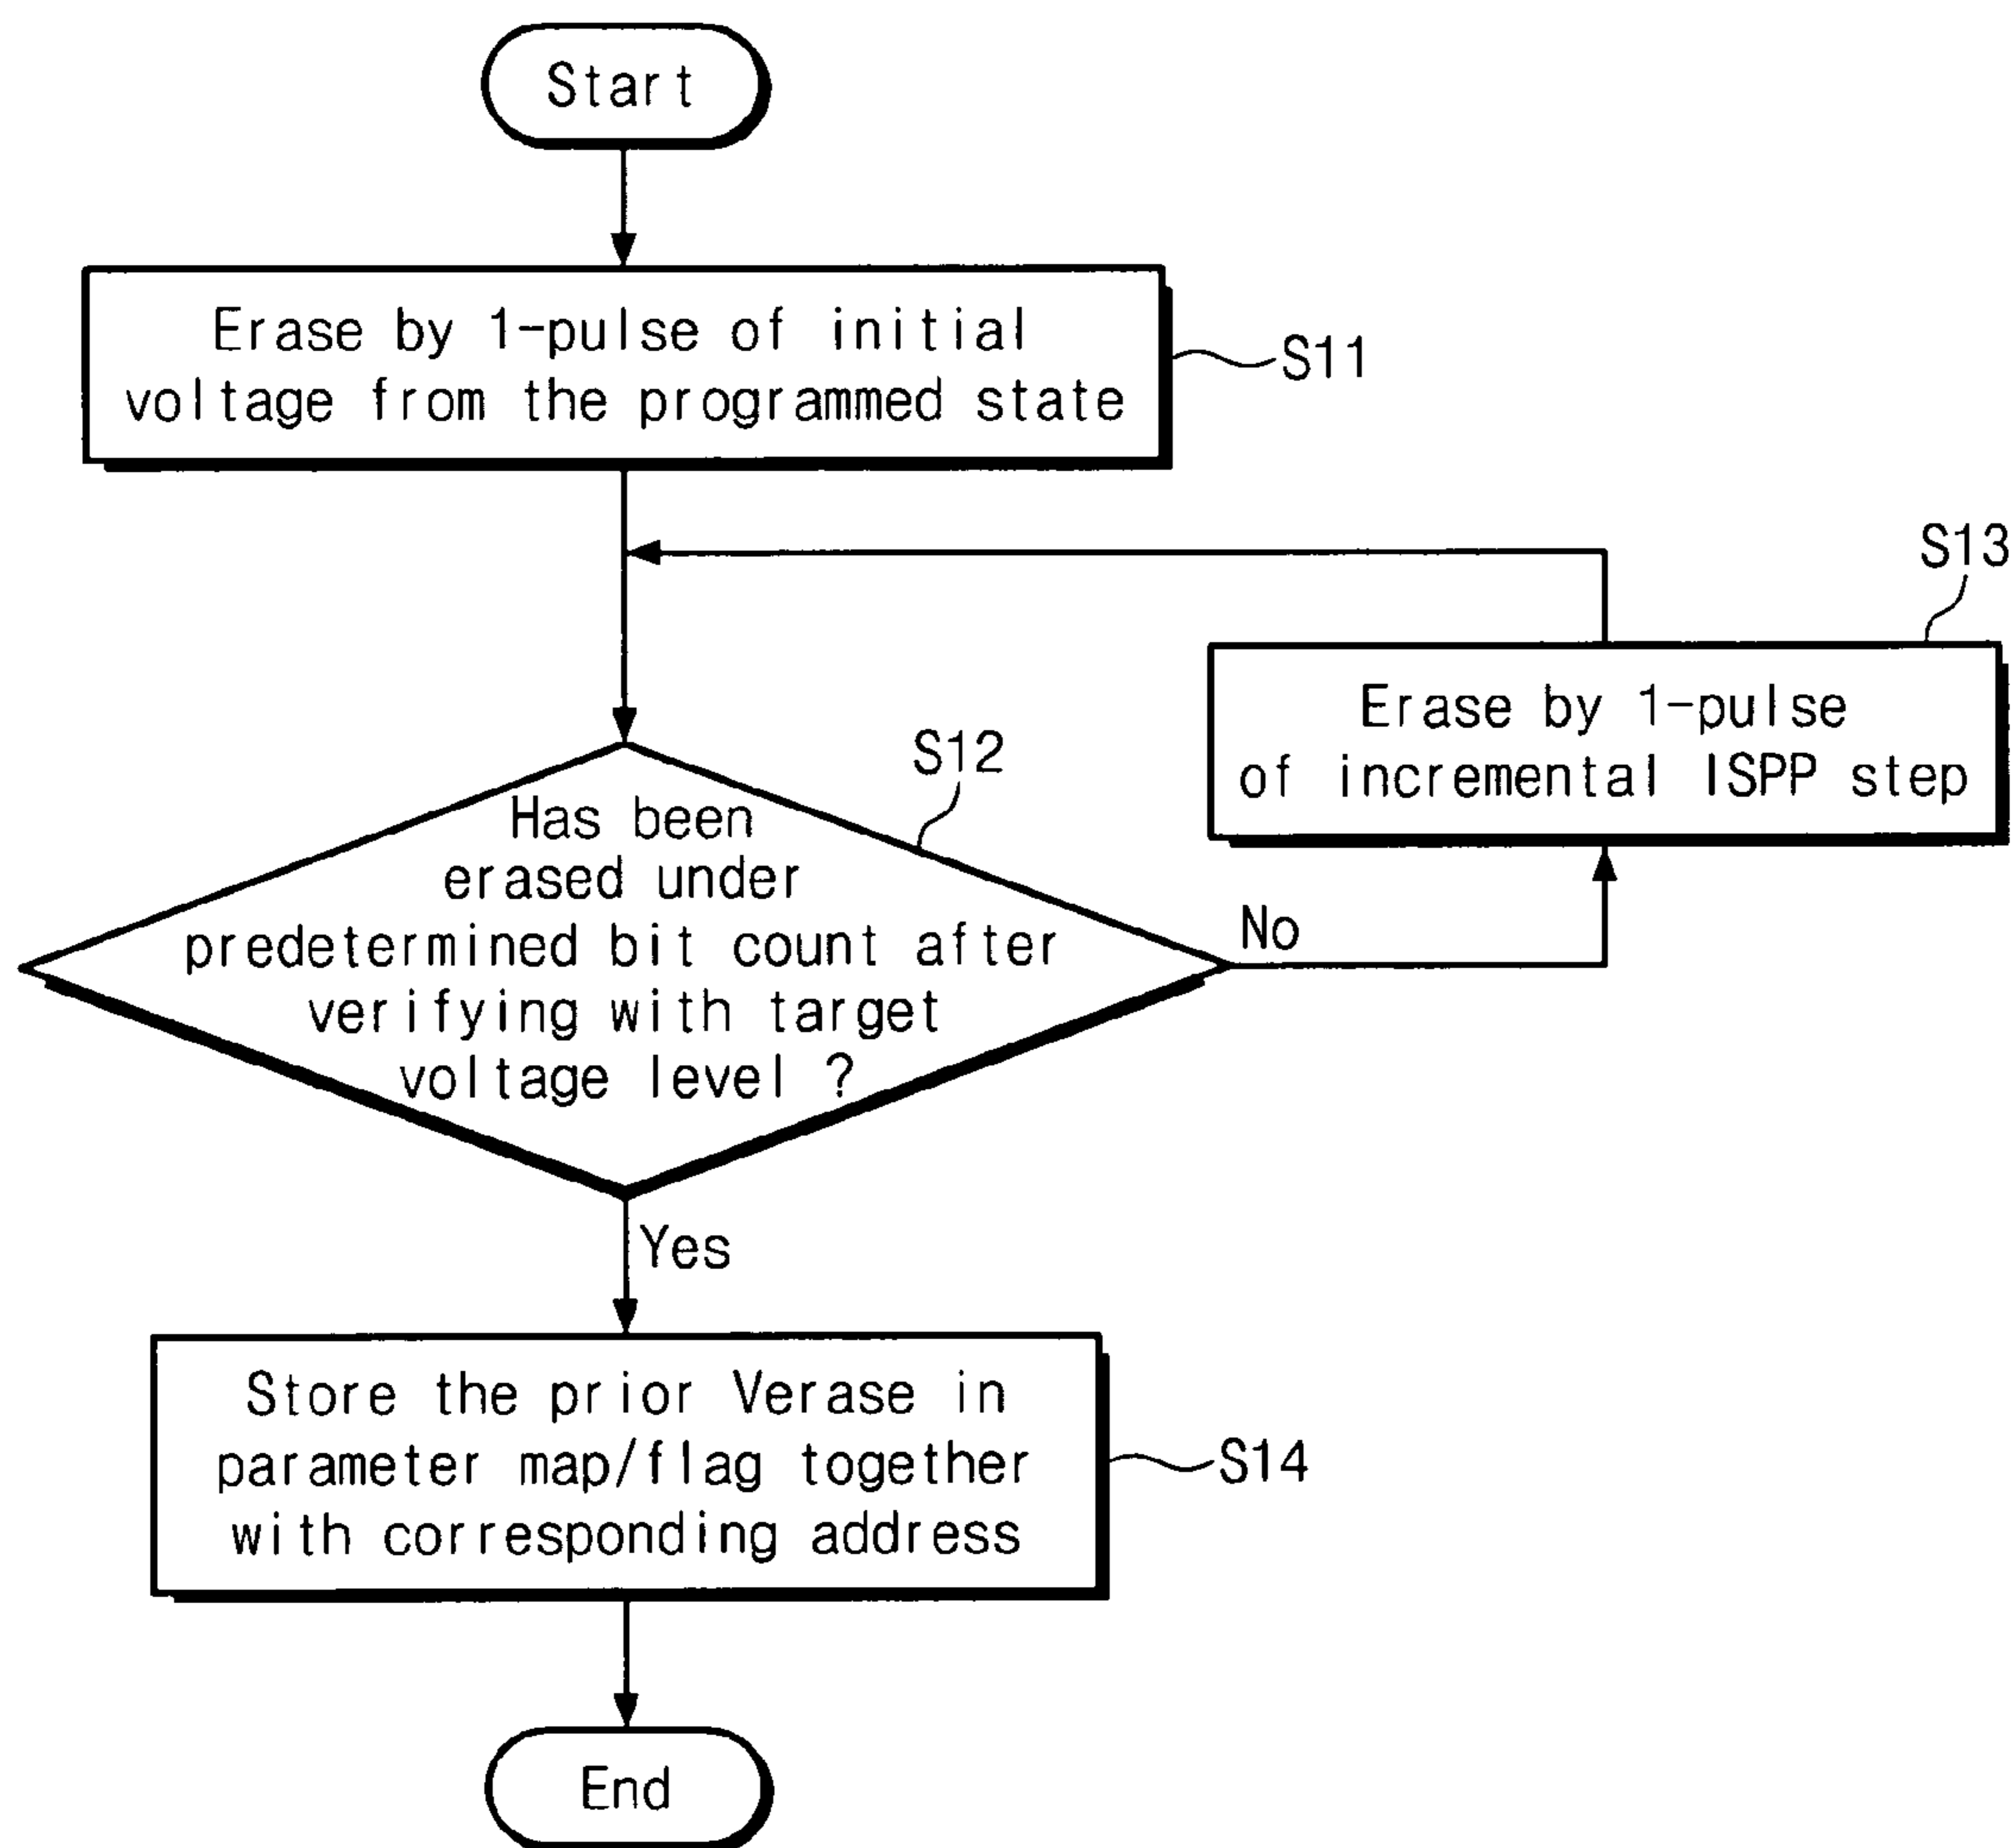 Start
Erase by 1-pulse of initial
voltage from the programmed state
S11
S13
Erase by 1-pulse
of incremental ISPP step
S12
Has been
erased under
predetermined bit count after
verifying with target
voltage level ?
No
Yes
Store the prior Verase in
parameter map/flag together
with corresponding address
S14
End